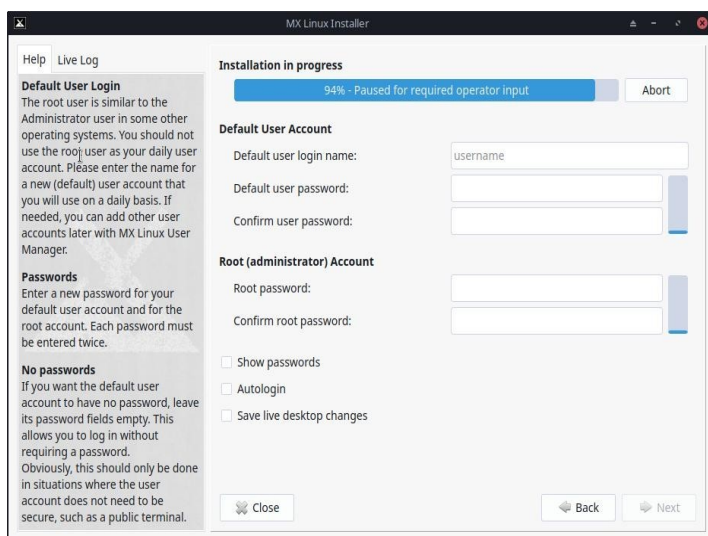 MX Linux Installer
Help
Live Log
Default User Login
The root user is similar to the
Administrator user in some other
operating systems. You should not
use the root user as your daily user
account. Please enter the name for
a new (default) user account that
you will use on a daily basis. If
needed, you can add other user
accounts later with MX Linux User
Manager.
Passwords
Enter a new password for your
default user account and for the
root account. Each password must
be entered twice.
No passwords
If you want the default user
account to have no password, leave
its password fields empty. This
allows you to log in without
requiring a password.
Obviously, this should only be done
in situations where the user
account does not need to be
secure, such as a public terminal.
Installation in progress
94% - Paused for required operator input
Abort
Default User Account
Default user login name:
username
Default user password:
Confirm user password:
Root (administrator) Account
Root password:
Confirm root password:
Show passwords
Autologin
Save live desktop changes
Close
Back
Next